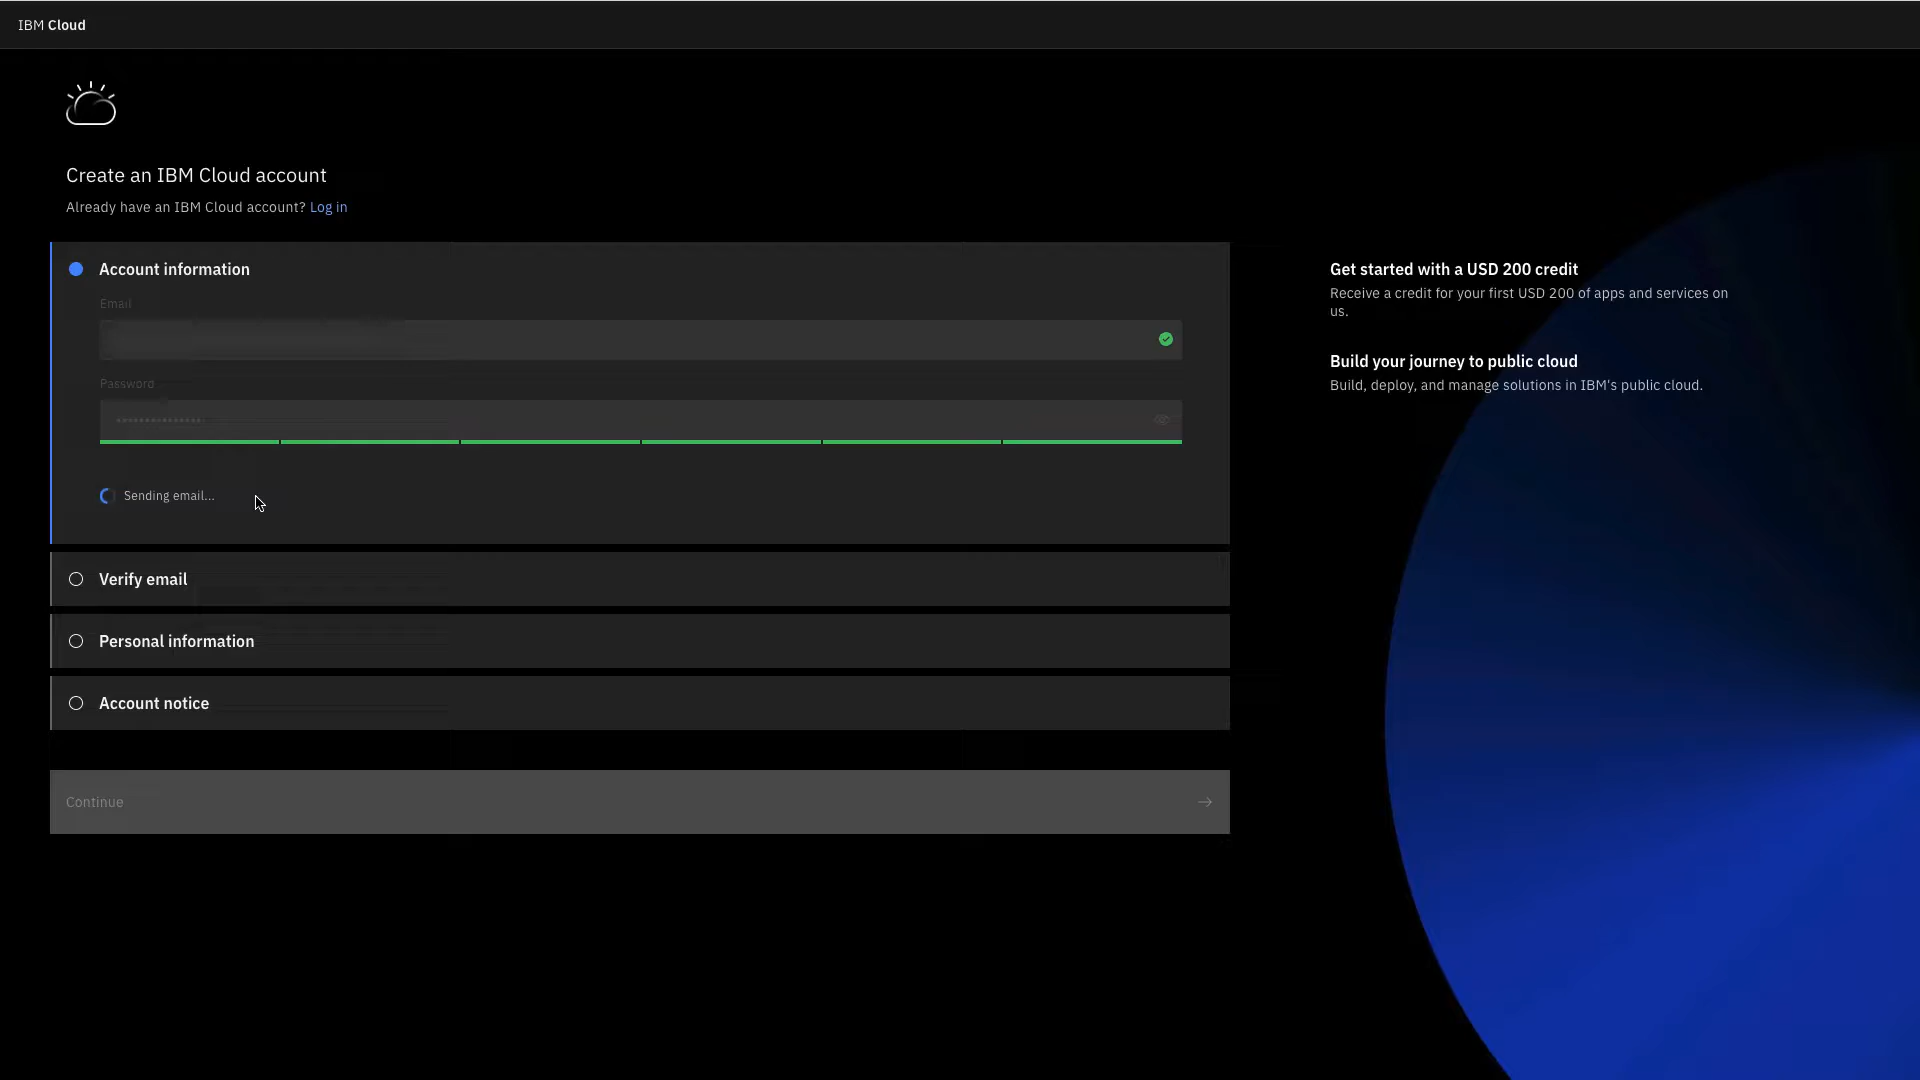 IBM Cloud
Create an IBM Cloud account
Already have an IBM Cloud account? Log in
Account information
Email
Password
Sending email...
Verify email
Personal information
Account notice
Continue
Get started with a USD 200 credit
Receive a credit for your first USD 200 of apps and services on
us.
Build your journey to public cloud
Build, deploy, and manage solutions in IBM's public cloud.